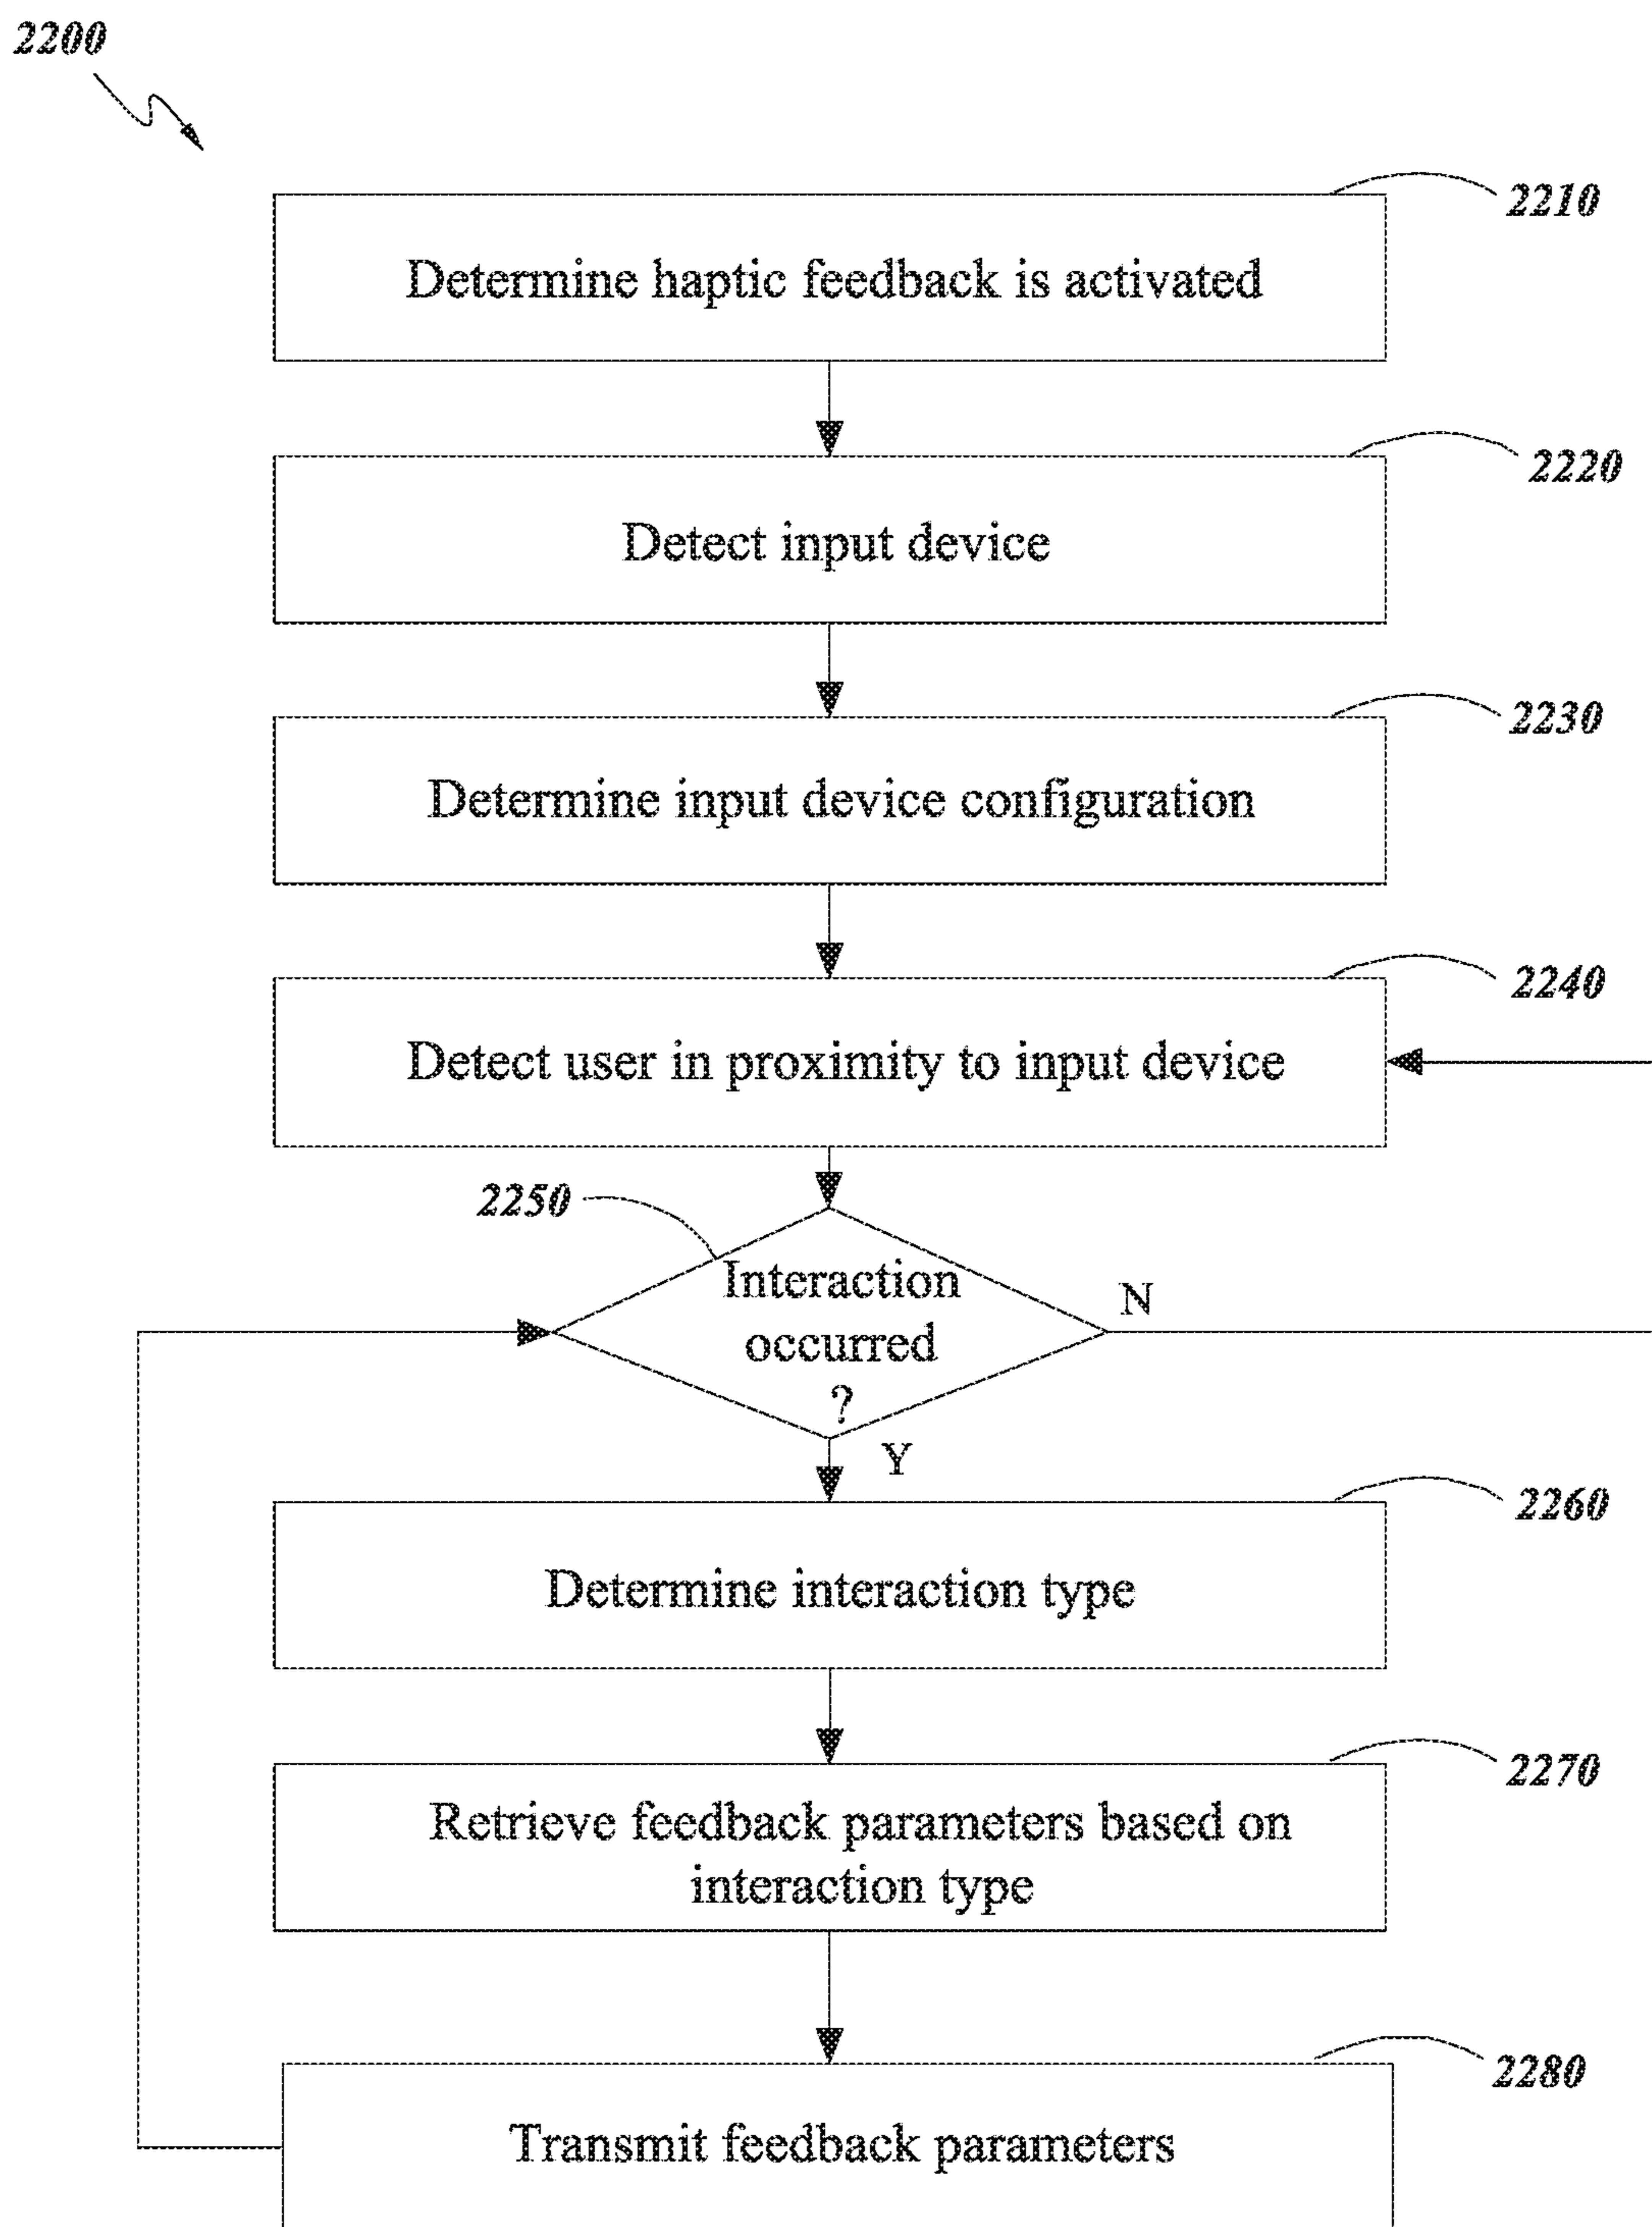 2200
2210
Determine haptic feedback is activated
2220
Detect input device
2230
Determine input device configuration
2240
Detect user in proximity to input device
2250
Interaction
occurred
?
N
Y
2260
Determine interaction type
2270
Retrieve feedback parameters based on
interaction type
2280
Transmit feedback parameters